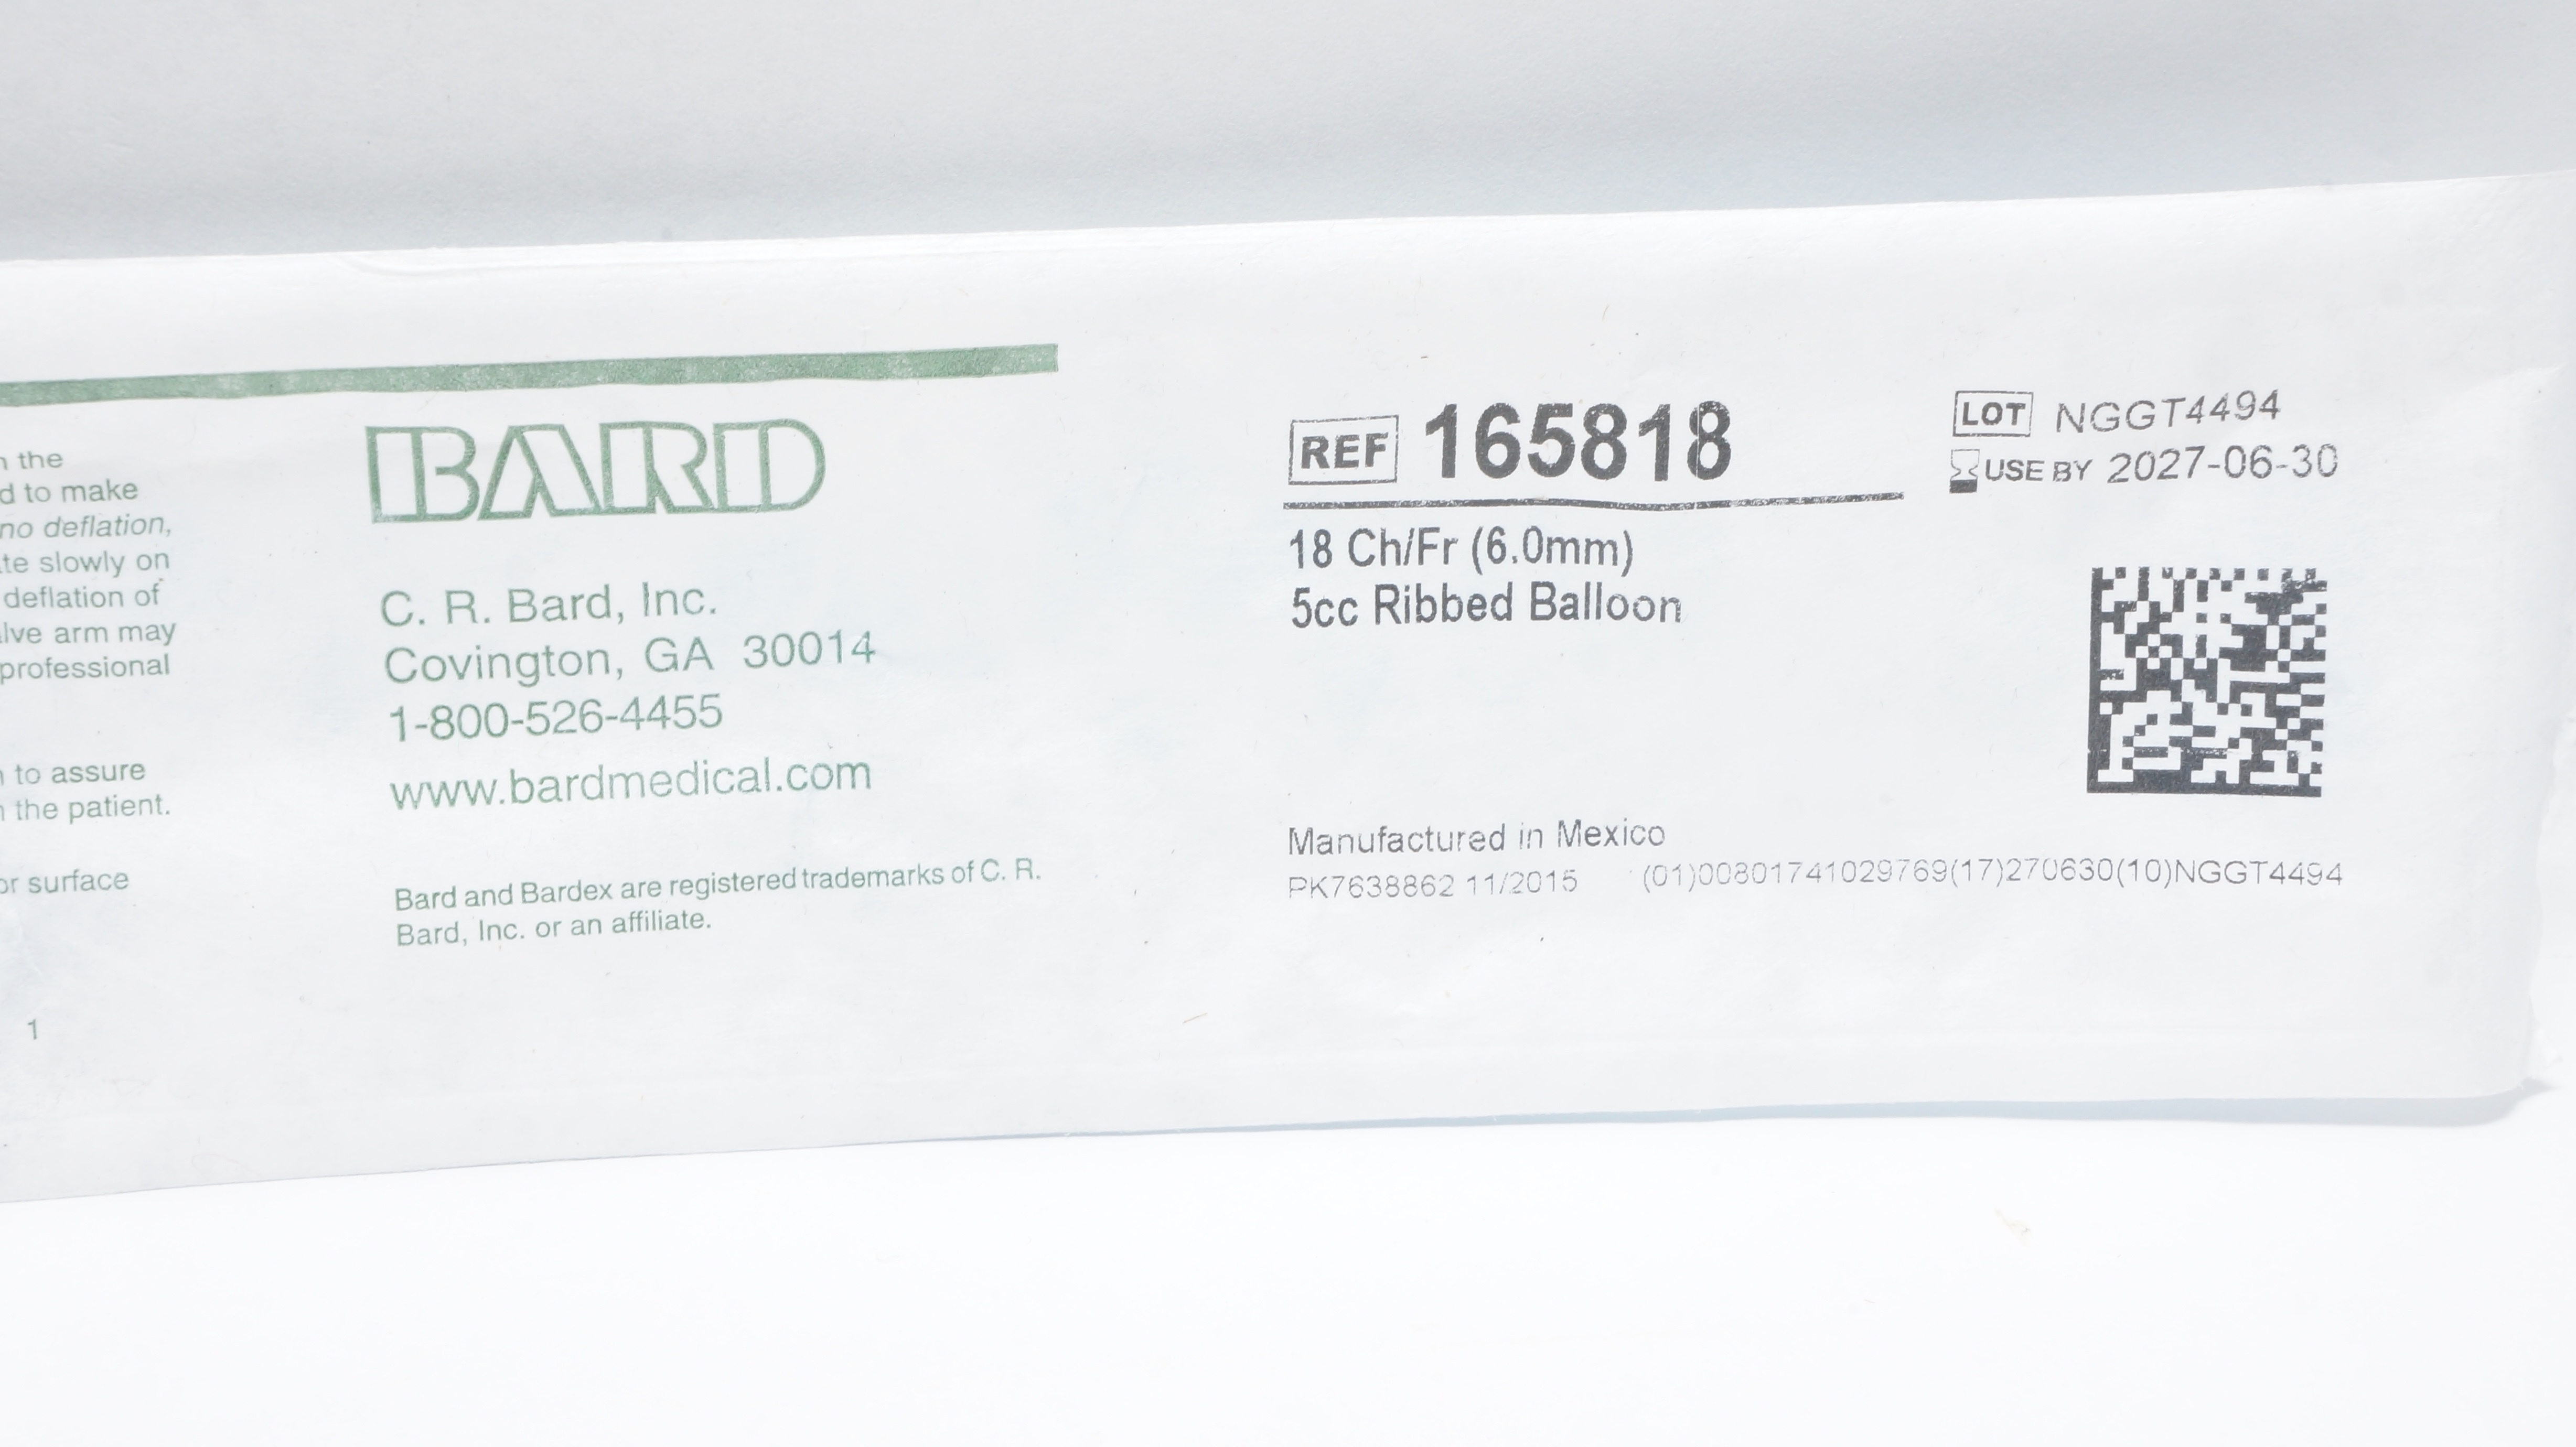 the
d to make
no deflation,
te slowly on
deflation of
lve arm may
professional
to assure
the patient.
or surface
1
BARD
C. R. Bard, Inc.
Covington, GA 30014
1-800-526-4455
www.bardmedical.com
Bard and Bardex are registered trademarks of C. R.
Bard, Inc. or an affiliate.
REF 165818
18 Ch/Fr (6.0mm)
5cc Ribbed Balloon
LOT NGGT4494
USE BY 2027-06-30
Manufactured in Mexico
PK7638862 11/2015 (01)00801741029769(17)270630(10)NGGT4494